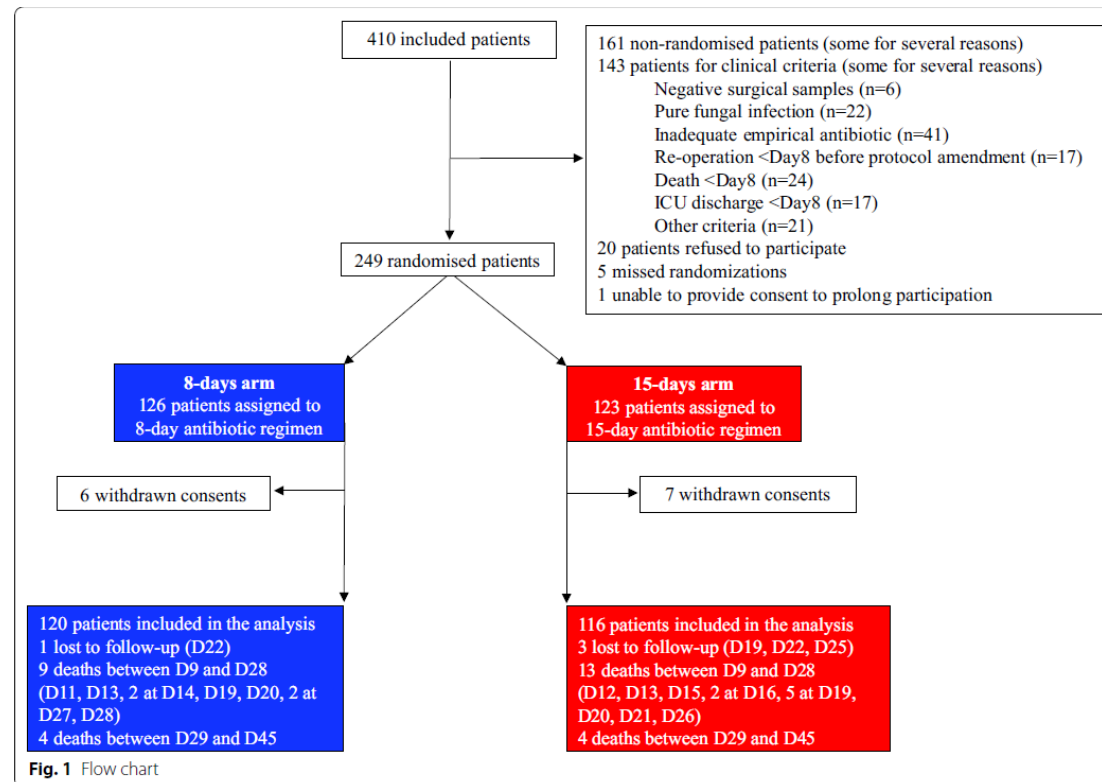 410 included patients
161 non-randomised patients (some for several reasons)
143 patients for clinical criteria (some for several reasons)
Negative surgical samples (n=6)
Pure fungal infection (n=22)
Inadequate empirical antibiotic (n=41)
Re-operation <Day8 before protocol amendment (n=17)
Death <Day8 (n=24)
ICU discharge <Day8 (n=17)
Other criteria (n=21)
20 patients refused to participate
5 missed randomizations
1 unable to provide consent to prolong participation
249 randomised patients
8-days arm
126 patients assigned to
8-day antibiotic regimen
15-days arm
123 patients assigned to
15-day antibiotic regimen
6 withdrawn consents
7 withdrawn consents
120 patients included in the analysis
1 lost to follow-up (D22)
9 deaths between D9 and D28
(D11, D13, 2 at D14, D19, D20, 2 at
D27, D28)
4 deaths between D29 and D45
116 patients included in the analysis
3 lost to follow-up (D19, D22, D25)
13 deaths between D9 and D28
(D12, D13, D15, 2 at D16, 5 at D19,
D20, D21, D26)
4 deaths between D29 and D45
Fig. 1 Flow chart